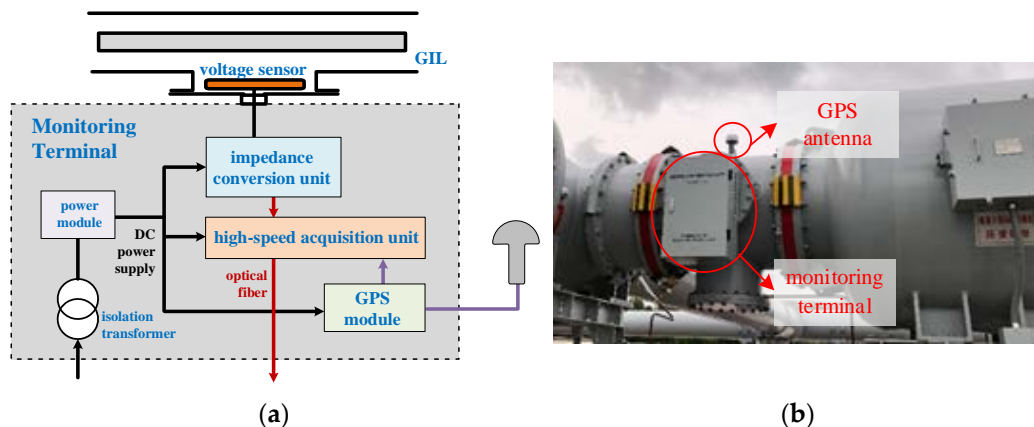 GIL
voltage sensor
Monitoring
Terminal
impedance
conversion unit
power
module
DC
power
supply
high-speed acquisition unit
optical
fiber
GPS
module
isolation
transformer
(a)
GPS
antenna
monitoring
terminal
(b)